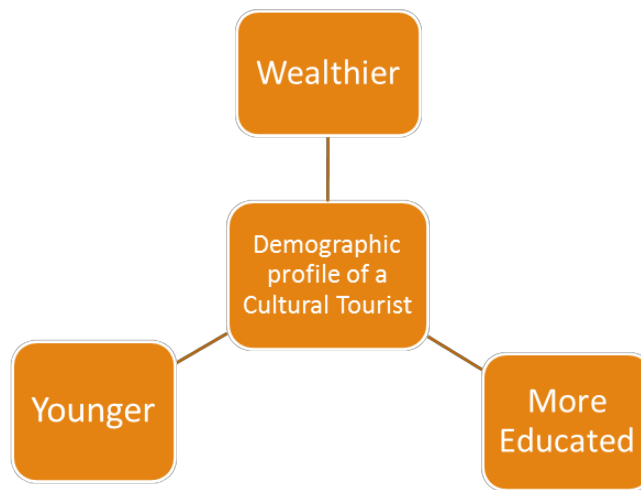 Wealthier
Demographic
profile of a
Cultural Tourist
Younger
More
Educated